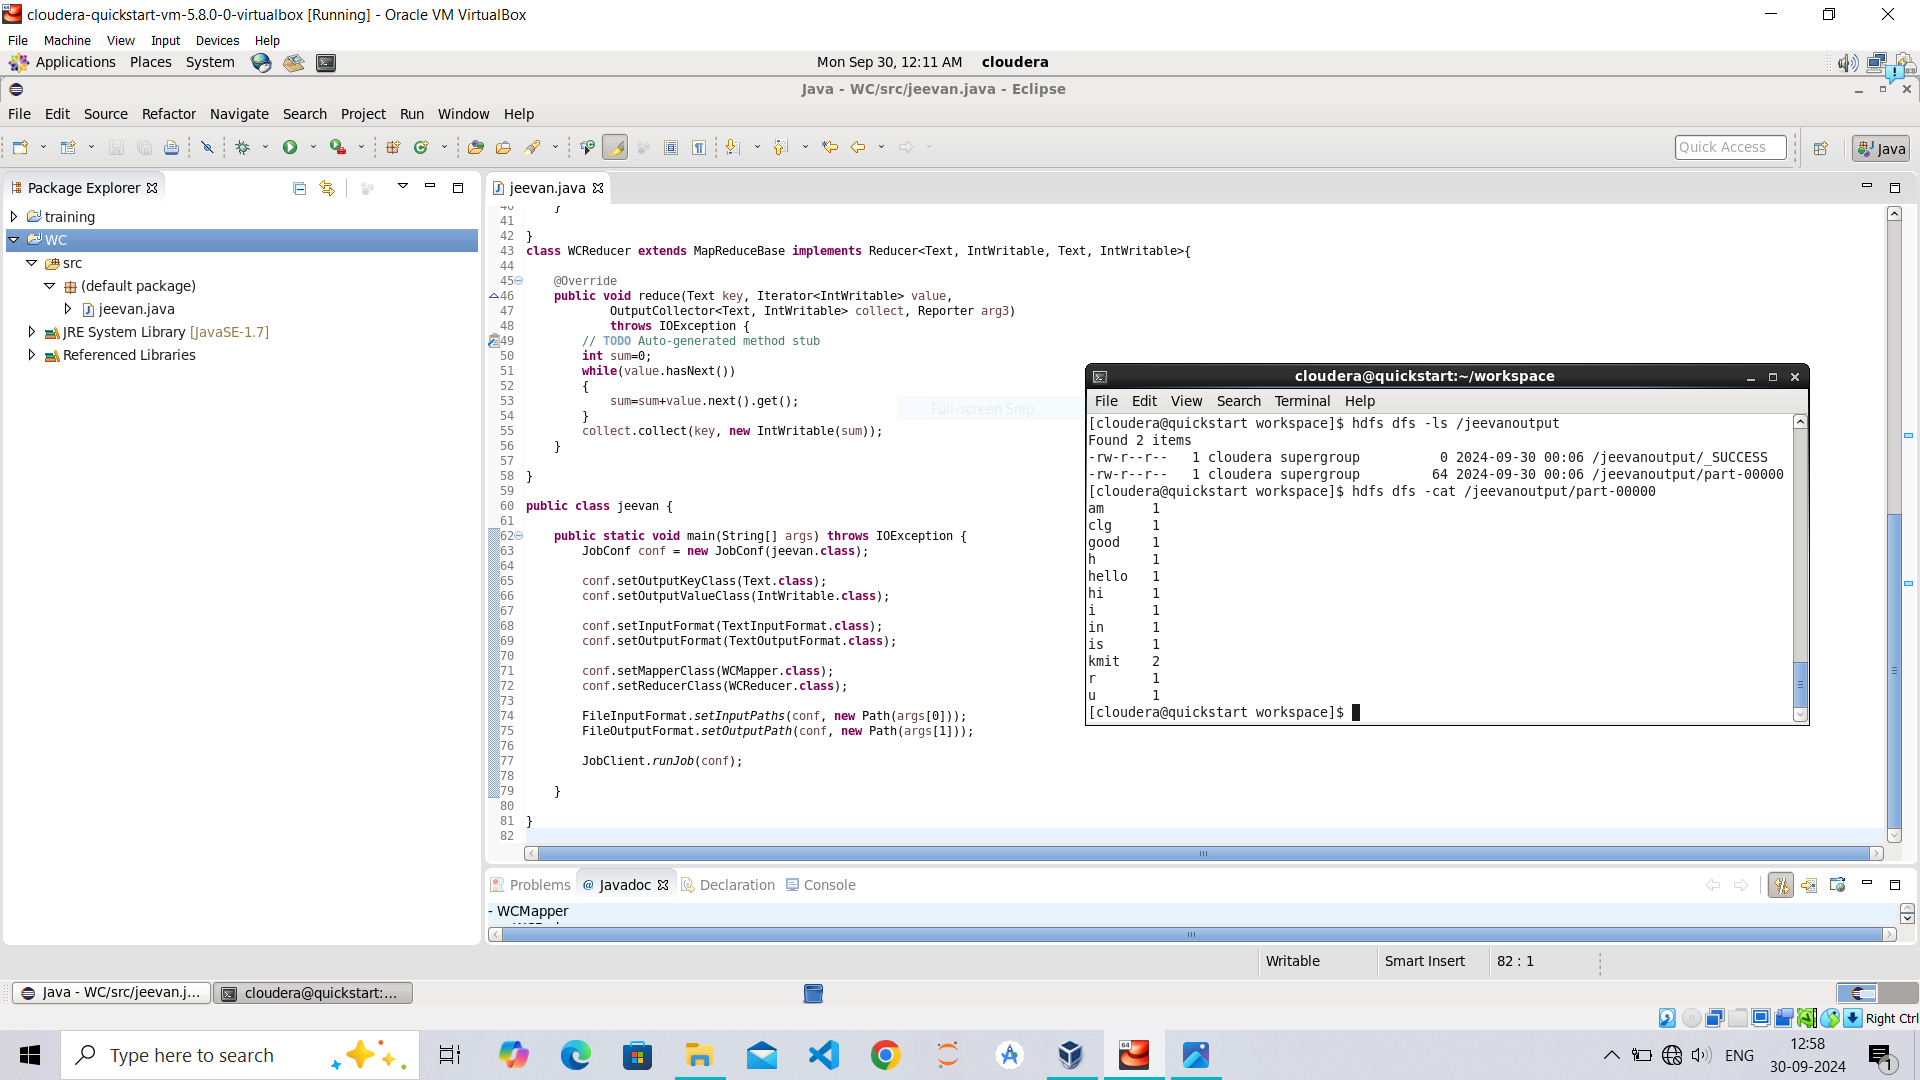 cloudera-quickstart-vm-5.8.0-0-virtualbox [Running] - Oracle VM VirtualBox
File Machine View Input Devices Help
Applications Places System Mon Sep 30, 12:11 AM cloudera
Java - WC/src/jeevan.java - Eclipse
File Edit Source Refactor Navigate Search Project Run Window Help
Quick Access Java
Package Explorer
training
WC
src
(default package)
jeevan.java
JRE System Library [JavaSE-1.7]
Referenced Libraries
jeevan.java
40 }
41
42 }
43 class WCReducer extends MapReduceBase implements Reducer<Text, IntWritable, Text, IntWritable>{
44
45 @Override
46 public void reduce(Text key, Iterator<IntWritable> value,
47 OutputCollector<Text, IntWritable> collect, Reporter arg3)
48 throws IOException {
49 // TODO Auto-generated method stub
50 int sum=0;
51 while(value.hasNext())
52 {
53 sum=sum+value.next().get();
54 }
55 collect.collect(key, new IntWritable(sum));
56 }
57
58 }
59
60 public class jeevan {
61
62 public static void main(String[] args) throws IOException {
63 JobConf conf = new JobConf(jeevan.class);
64
65 conf.setOutputKeyClass(Text.class);
66 conf.setOutputValueClass(IntWritable.class);
67
68 conf.setInputFormat(TextInputFormat.class);
69 conf.setOutputFormat(TextOutputFormat.class);
70
71 conf.setMapperClass(WCMapper.class);
72 conf.setReducerClass(WCReducer.class);
73
74 FileInputFormat.setInputPaths(conf, new Path(args[0]));
75 FileOutputFormat.setOutputPath(conf, new Path(args[1]));
76
77 JobClient.runJob(conf);
78
79 }
80
81 }
82
Full-screen Snip
cloudera@quickstart:~/workspace
File Edit View Search Terminal Help
[cloudera@quickstart workspace]$ hdfs dfs -ls /jeevanoutput
Found 2 items
-rw-r--r-- 1 cloudera supergroup 0 2024-09-30 00:06 /jeevanoutput/_SUCCESS
-rw-r--r-- 1 cloudera supergroup 64 2024-09-30 00:06 /jeevanoutput/part-00000
[cloudera@quickstart workspace]$ hdfs dfs -cat /jeevanoutput/part-00000
am 1
clg 1
good 1
h 1
hello 1
hi 1
i 1
in 1
is 1
kmit 2
r 1
u 1
[cloudera@quickstart workspace]$
Problems @ Javadoc Declaration Console
- WCMapper
Writable Smart Insert 82 : 1
Java - WC/src/jeevan.j... cloudera@quickstart:...
Right Ctrl
Type here to search
64
ENG
12:58
30-09-2024
1